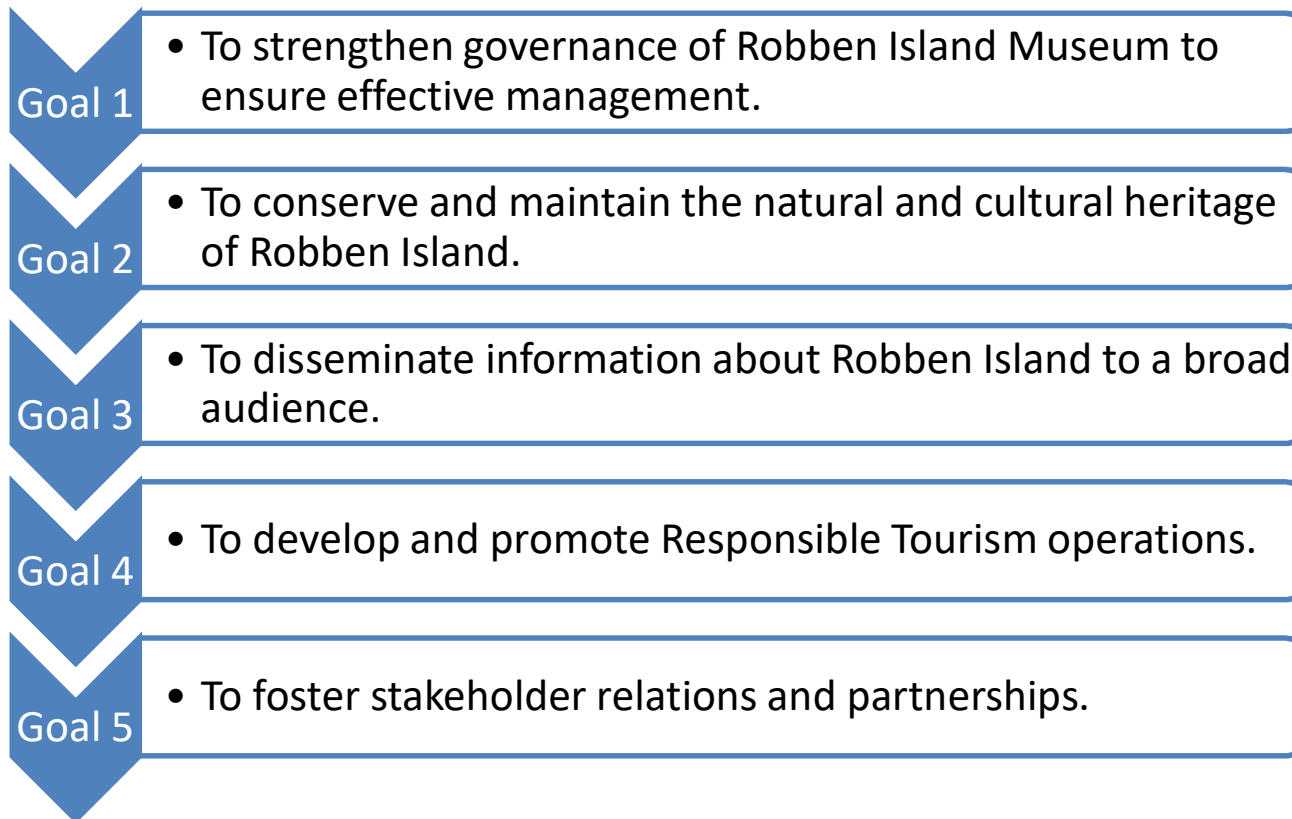 Goal 1
• To strengthen governance of Robben Island Museum to
ensure effective management.
Goal 2
• To conserve and maintain the natural and cultural heritage
of Robben Island.
Goal 3
• To disseminate information about Robben Island to a broad
audience.
Goal 4
• To develop and promote Responsible Tourism operations.
Goal 5
• To foster stakeholder relations and partnerships.